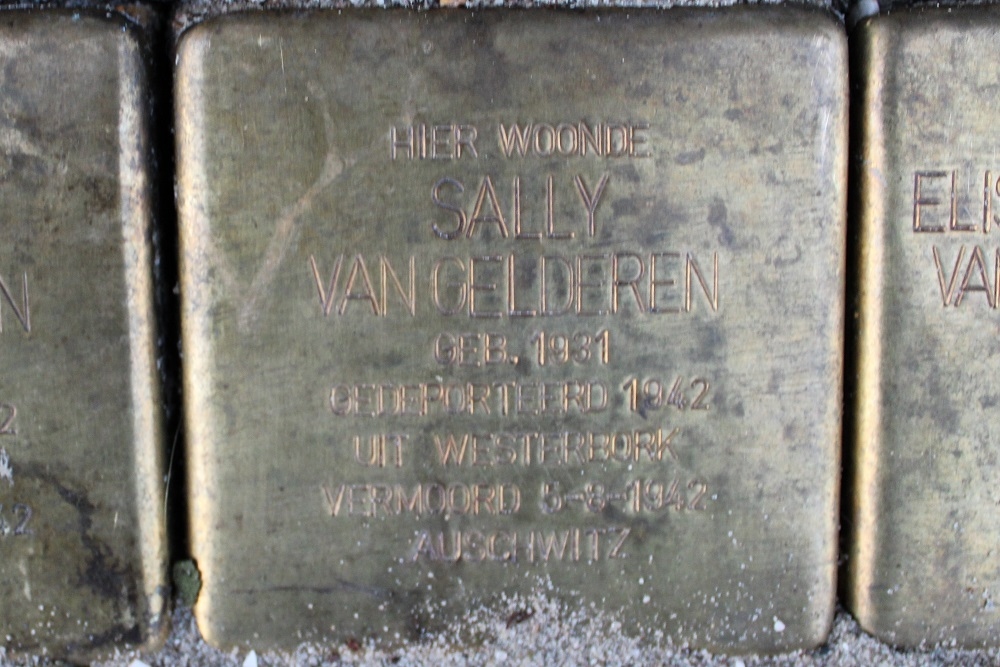 HIER WOONDE
SALLY
VAN GELDEREN
GEB. 1931
GEDEPORTEERD 1942
UIT WESTERBORK
VERMOORD 5-8-1942
AUSCHWITZ